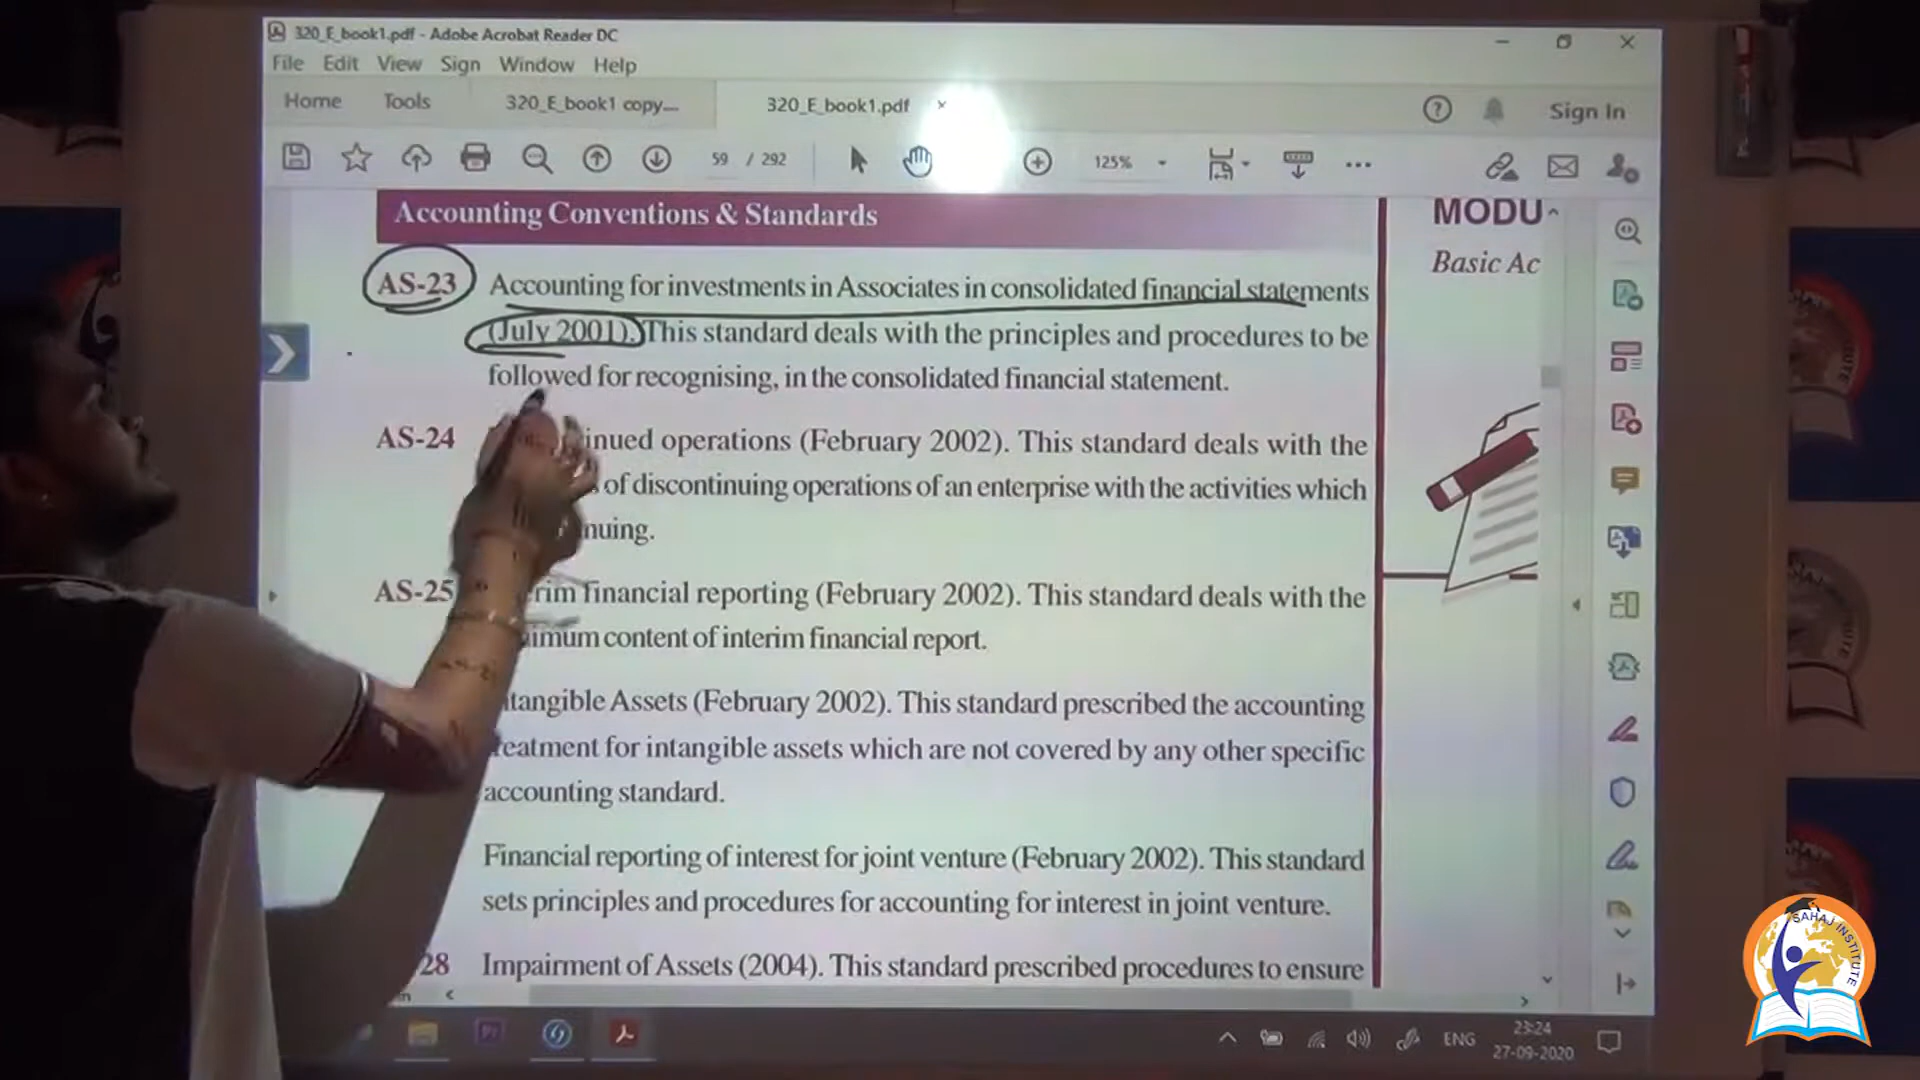 320_E_book1.pdf - Adobe Acrobat Reader DC
File Edit View Sign Window Help
Home Tools 320_E_book1 copy... 320_E_book1.pdf × Sign In
59 / 292 125%
Accounting Conventions & Standards
MODU
Basic Ac
AS-23 Accounting for investments in Associates in consolidated financial statements
(July 2001). This standard deals with the principles and procedures to be
followed for recognising, in the consolidated financial statement.
AS-24 inued operations (February 2002). This standard deals with the
of discontinuing operations of an enterprise with the activities which
nuing.
AS-25 rim financial reporting (February 2002). This standard deals with the
imum content of interim financial report.
tangible Assets (February 2002). This standard prescribed the accounting
reatment for intangible assets which are not covered by any other specific
accounting standard.
Financial reporting of interest for joint venture (February 2002). This standard
sets principles and procedures for accounting for interest in joint venture.
28 Impairment of Assets (2004). This standard prescribed procedures to ensure
Pr
ENG
23:24
27-09-2020
SAHAJ INSTITUTE